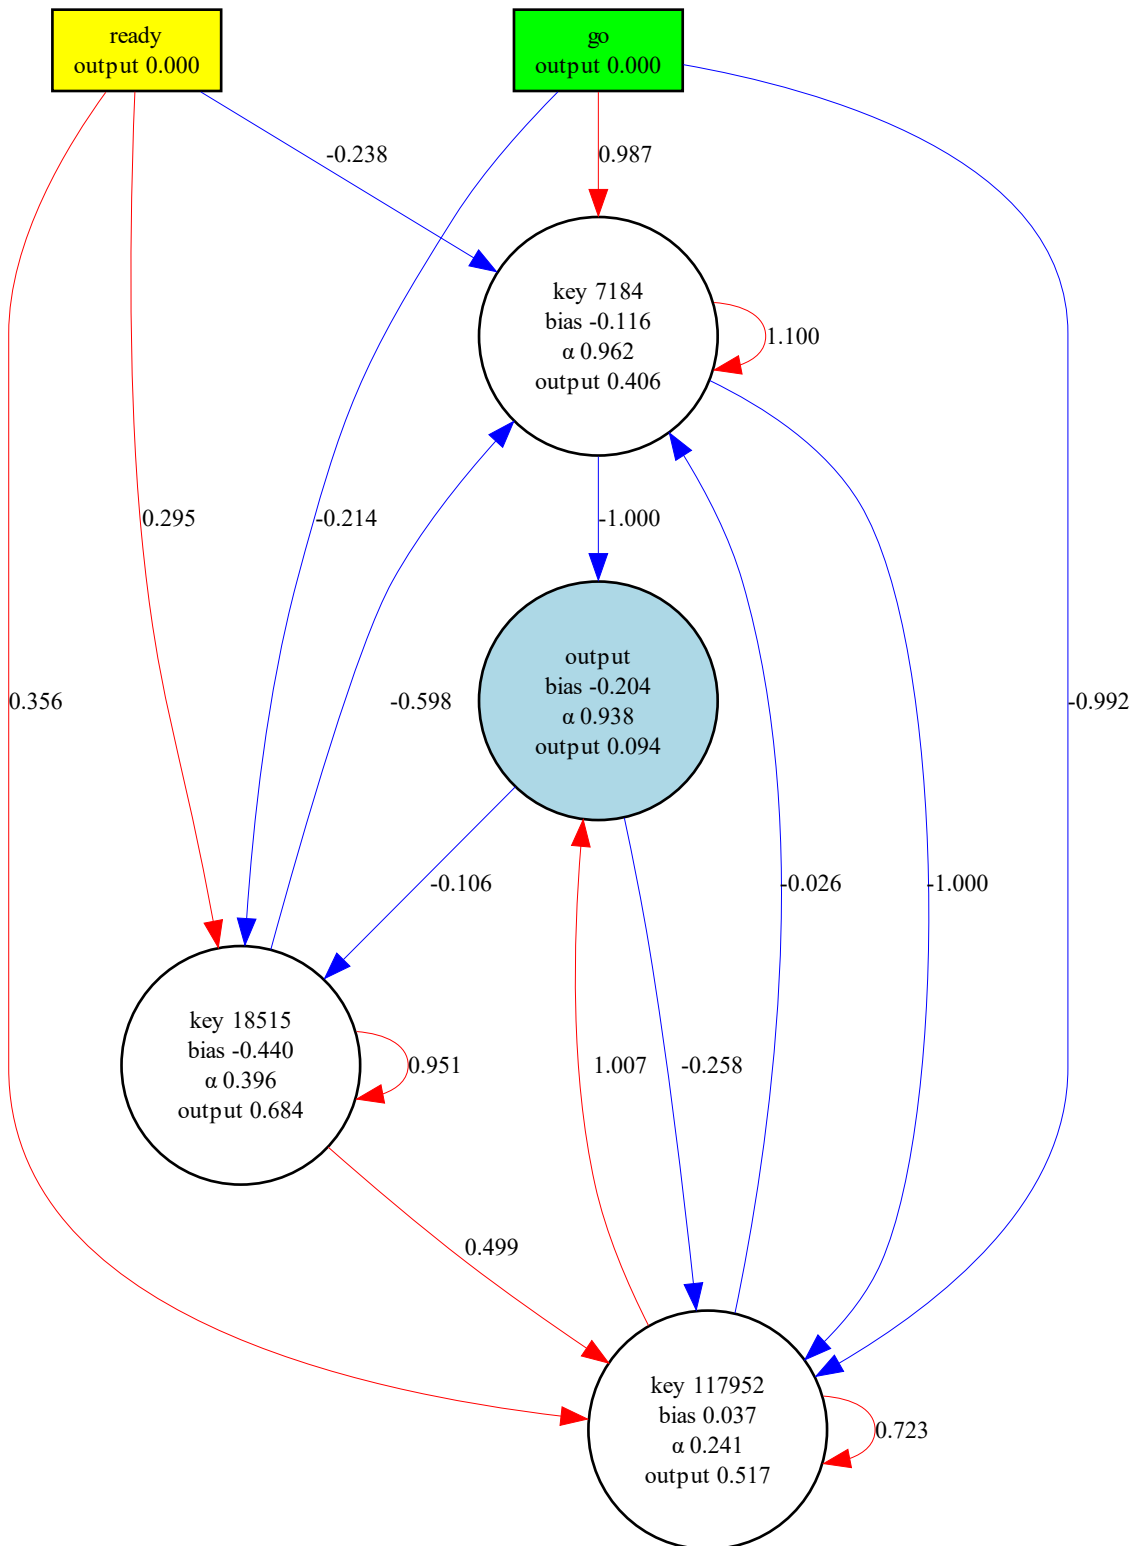 ready
output 0.000
go
output 0.000
-0.238
0.987
key 7184
bias -0.116
α 0.962
output 0.406
1.100
0.295
-0.214
-1.000
output
bias -0.204
α 0.938
output 0.094
0.356
-0.598
-0.992
-0.106
-0.026
-1.000
key 18515
bias -0.440
α 0.396
output 0.684
0.951
1.007
-0.258
0.499
key 117952
bias 0.037
α 0.241
output 0.517
0.723